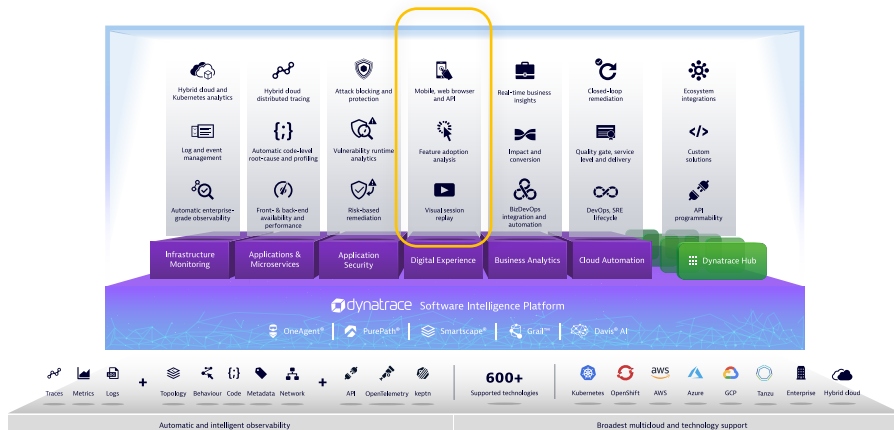 Hybrid cloud and
Kubernetes analytics
Hybrid cloud
distributed tracing
Attack blocking and
protection
Mobile, web browser
and API
Real-time business
insights
Closed-loop
remediation
Ecosystem
integrations
Log and event
management
Automatic code-level
root-cause and profiling
Vulnerability runtime
analytics
Feature adoption
analysis
Impact and
conversion
Quality gate, service
level and delivery
Custom
solutions
Automatic enterprise-
grade observability
Front- & back-end
availability and
performance
Risk-based
remediation
Visual session
replay
BizDevOps
integration and
automation
DevOps, SRE
lifecycle
API
programmability
Infrastructure
Monitoring
Applications &
Microservices
Application
Security
Digital Experience
Business Analytics
Cloud Automation
Dynatrace Hub
dynatrace Software Intelligence Platform
OneAgent®
PurePath®
Smartscape®
Grail™
Davis® AI
Traces
Metrics
LOG
Logs
+
Topology
Behaviour
{;}
Code
Metadata
Network
+
API
OpenTelemetry
keptn
600+
Supported technologies
Kubernetes
OpenShift
aws
AWS
Azure
GCP
Tanzu
Enterprise
Hybrid cloud
Automatic and intelligent observability
Broadest multicloud and technology support